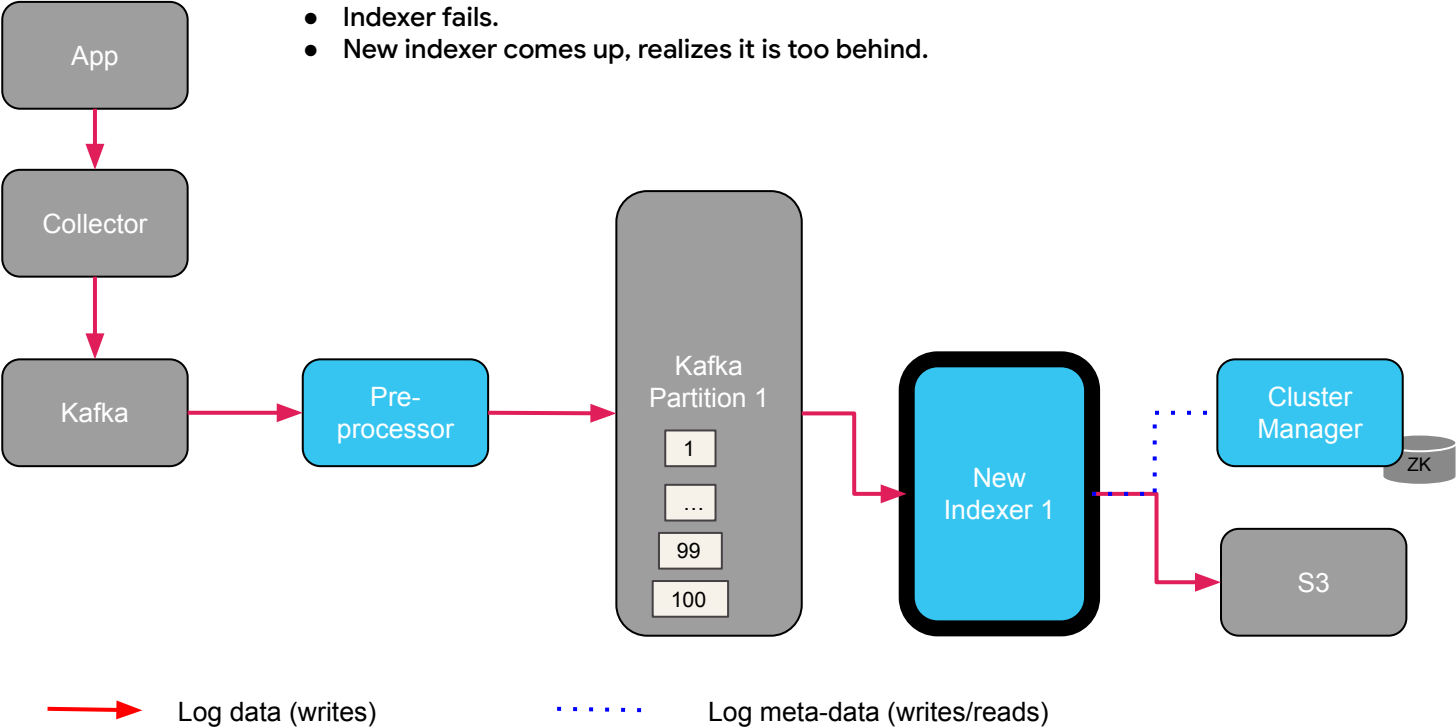 ● Indexer fails.
● New indexer comes up, realizes it is too behind.
App
Collector
Kafka
Pre-
processor
Kafka
Partition 1
1
...
99
100
New
Indexer 1
Cluster
Manager
ZK
S3
Log data (writes)
Log meta-data (writes/reads)